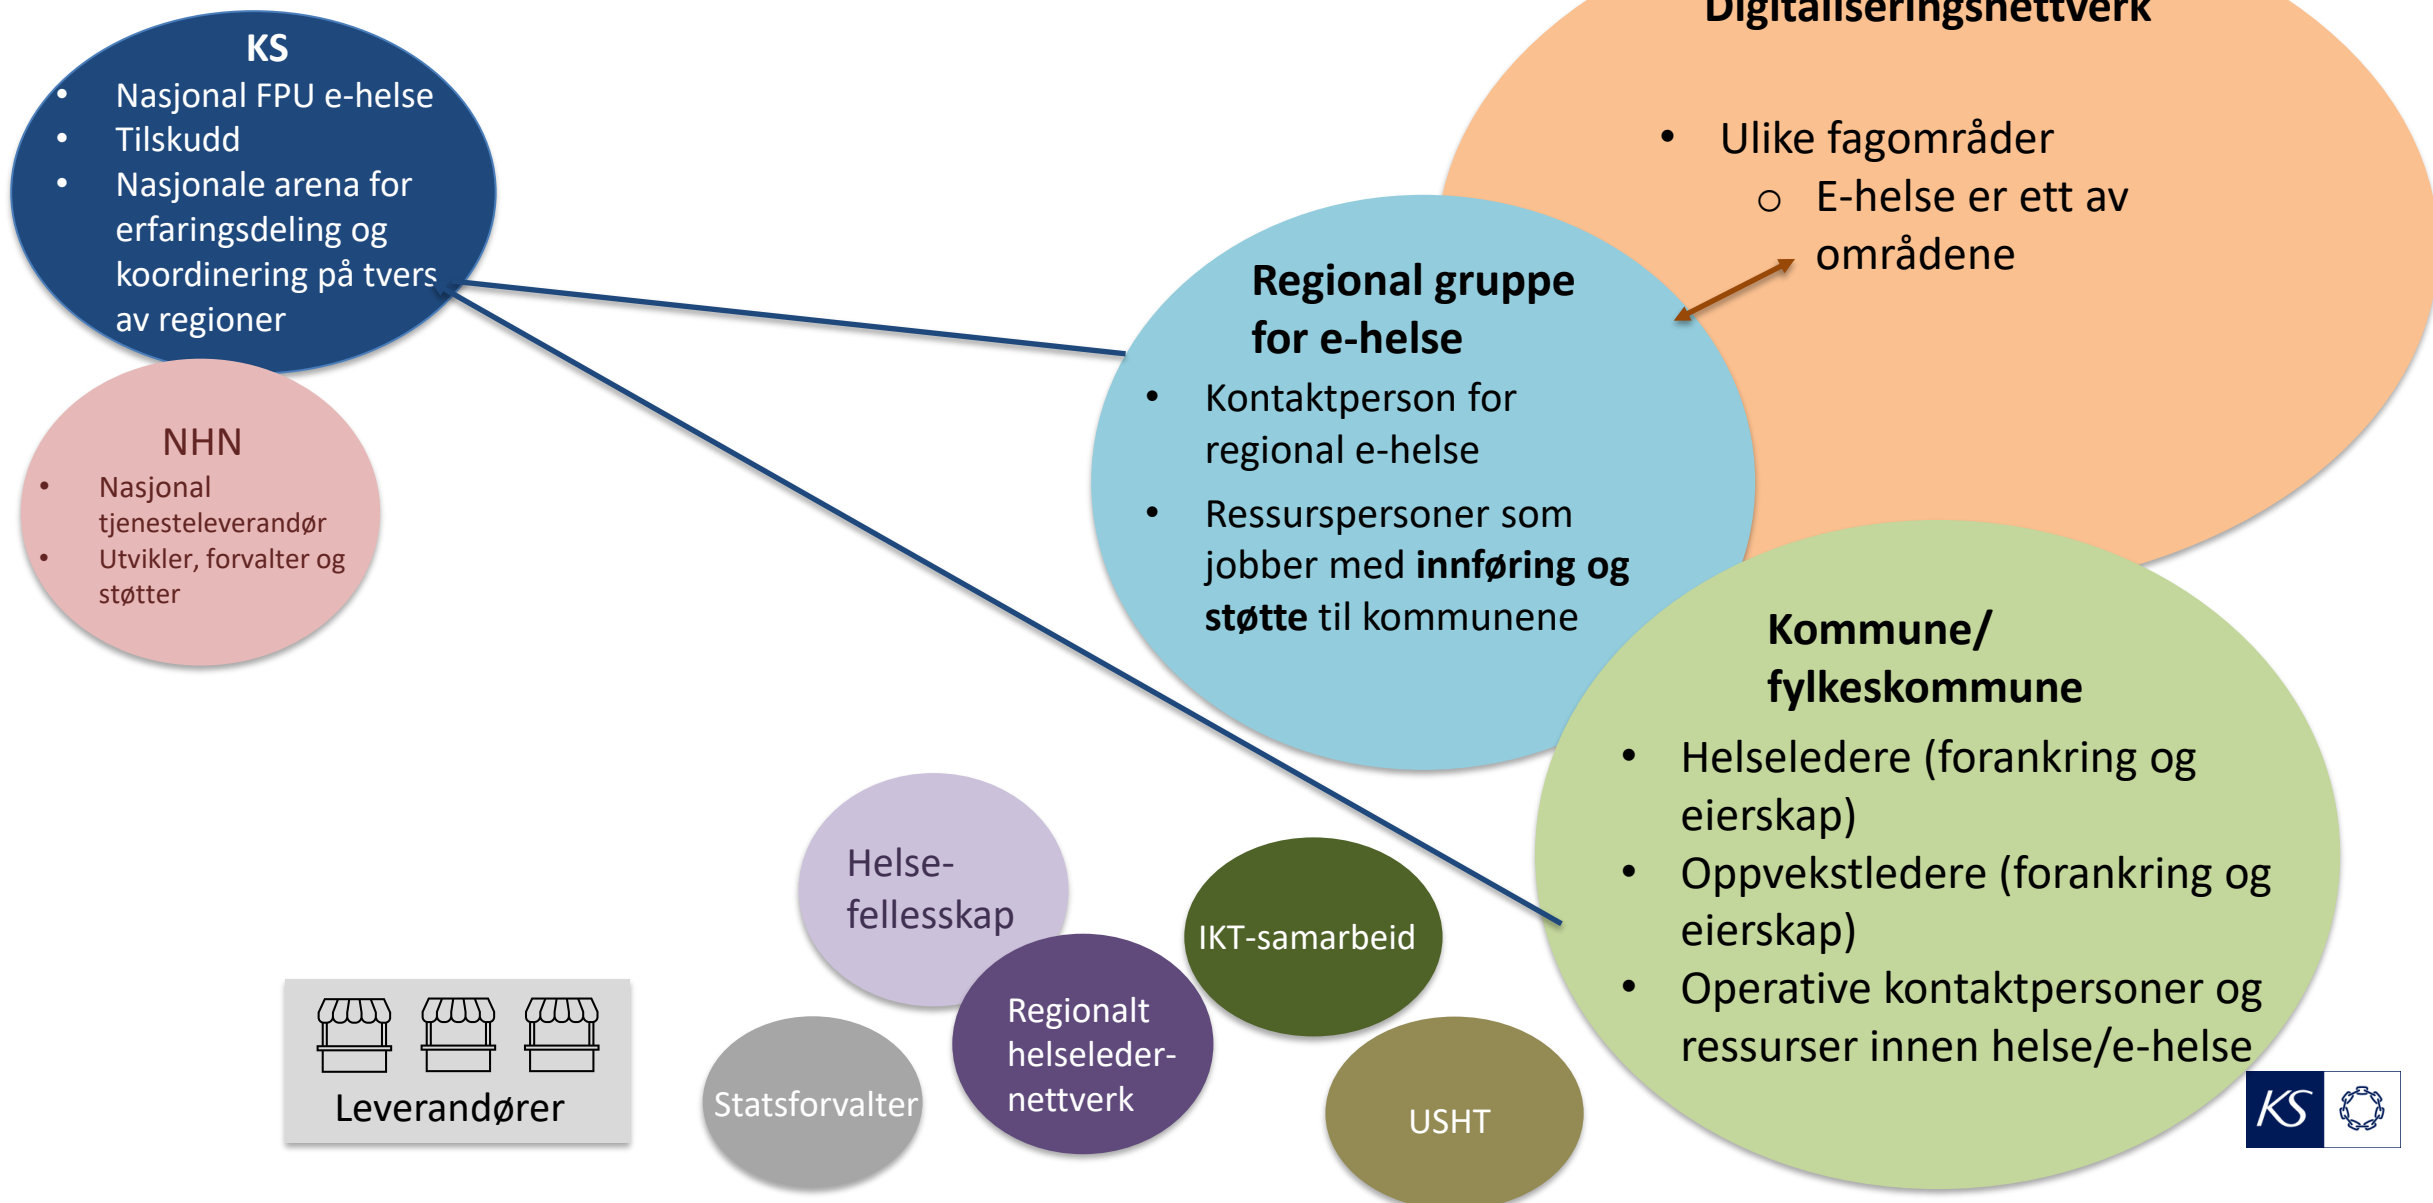 KS
• Nasjonal FPU e-helse
• Tilskudd
• Nasjonale arena for
erfaringsdeling og
koordinering på tvers
av regioner
NHN
• Nasjonal
tjenesteleverandør
• Utvikler, forvalter og
støtter
Digitaliseringsnettverk
• Ulike fagområder
o E-helse er ett av
områdene
Regional gruppe
for e-helse
• Kontaktperson for
regional e-helse
• Ressurspersoner som
jobber med innføring og
støtte til kommunene
Kommune/
fylkeskommune
• Helseledere (forankring og
eierskap)
• Oppvekstledere (forankring og
eierskap)
• Operative kontaktpersoner og
ressurser innen helse/e-helse
Helse-
fellesskap
IKT-samarbeid
Regionalt
helseleder-
nettverk
Statsforvalter
USHT
Leverandører
KS